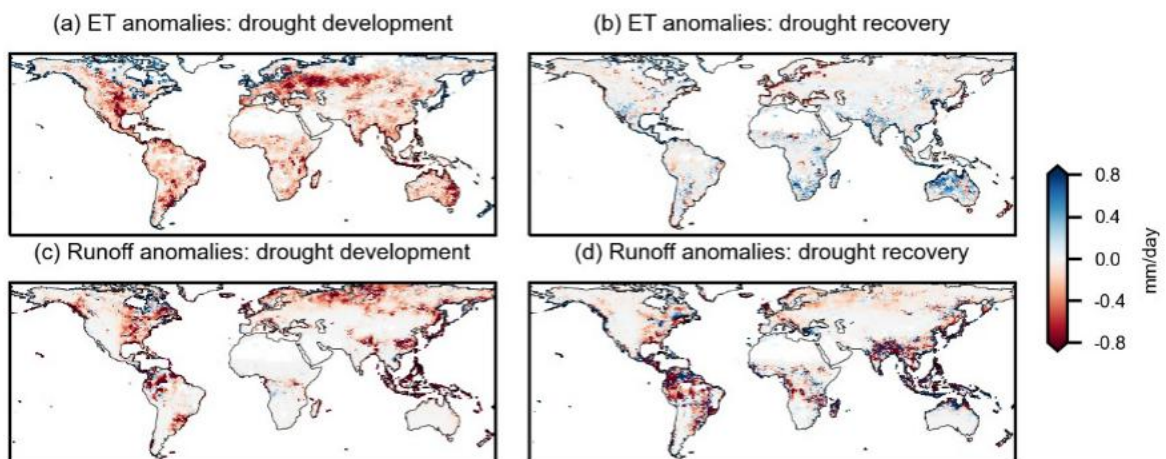 (a) ET anomalies: drought development
(b) ET anomalies: drought recovery
(c) Runoff anomalies: drought development
(d) Runoff anomalies: drought recovery
0.8
0.4
0.0
-0.4
-0.8
mm/day